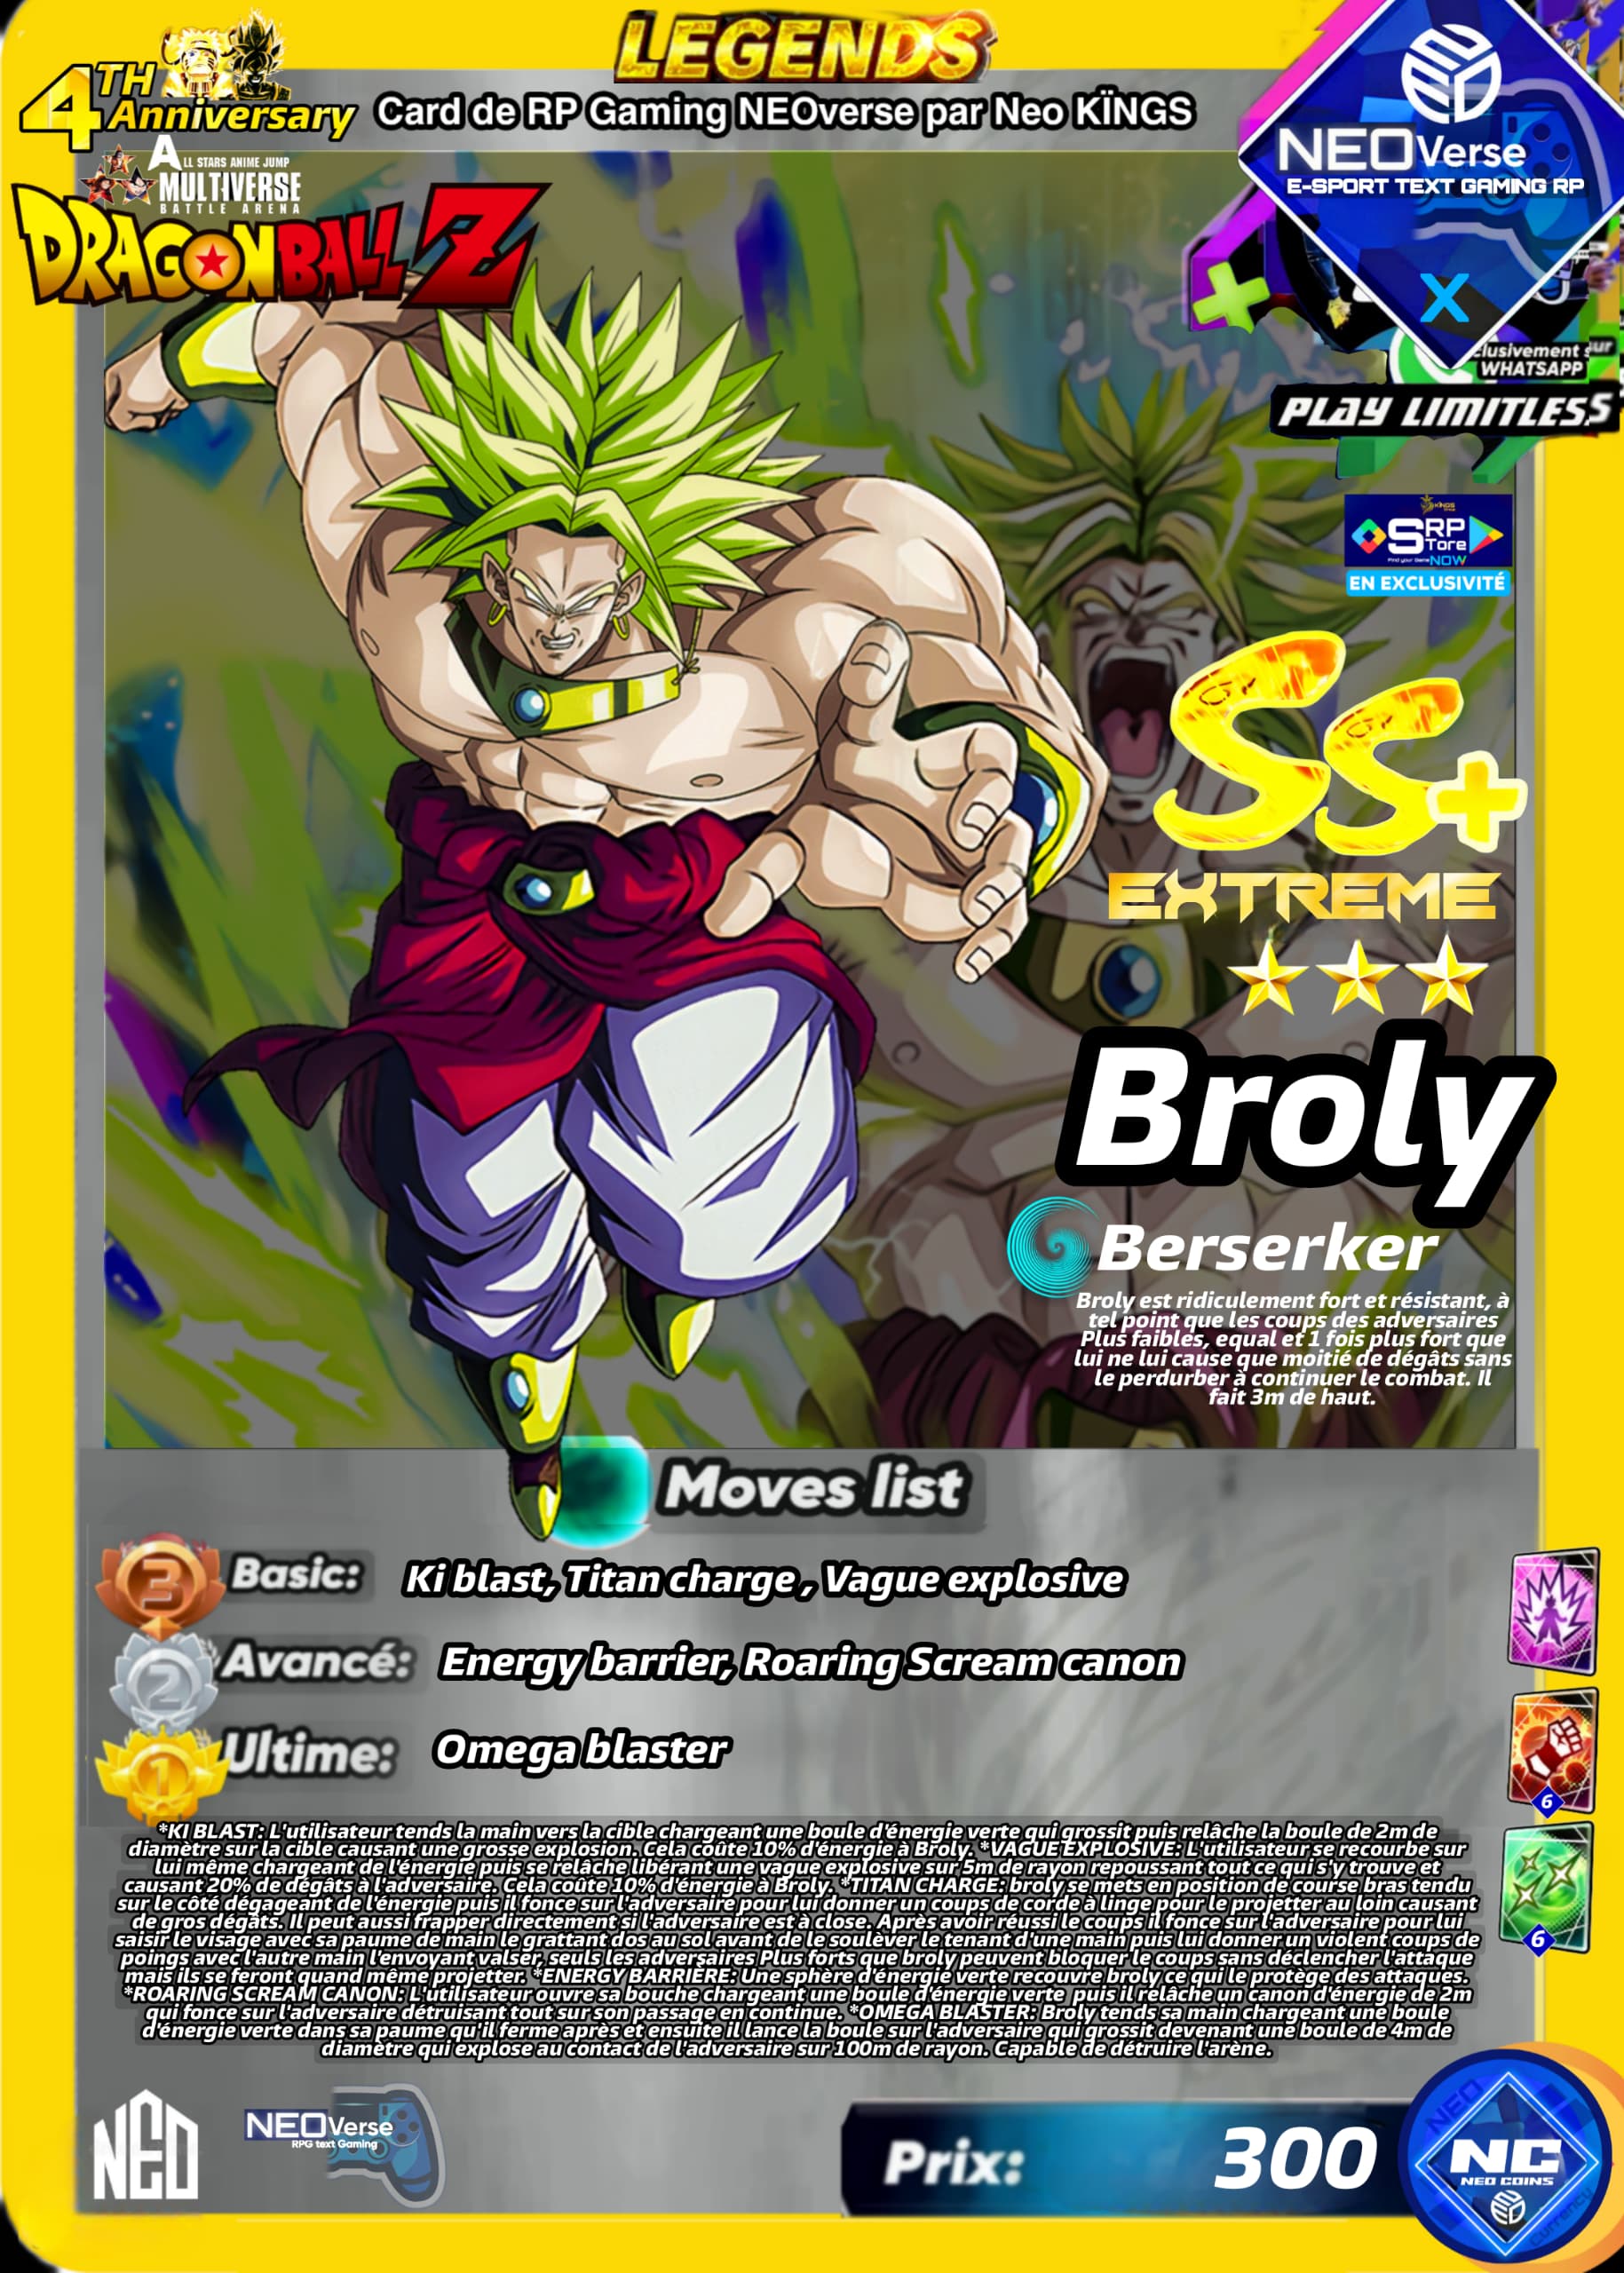 LEGENDS
4TH
Anniversary
Card de RP Gaming NEOverse par Neo KÏNGS
ALL STARS ANIME JUMP
MULTIVERSE
BATTLE ARENA
DRAGONBALL Z
NEOVerse
E-SPORT TEXT GAMING RP
X
clusivement sur
WHATSAPP
PLAY LIMITLESS
KINGS
SRP
Tore
Find your Game NOW
EN EXCLUSIVITÉ
SS+
EXTREME
Broly
Berserker
Broly est ridiculement fort et résistant, à
tel point que les coups des adversaires
Plus faibles, equal et 1 fois plus fort que
lui ne lui cause que moitié de dégâts sans
le perdurber à continuer le combat. Il
fait 3m de haut.
Moves list
3 Basic: Ki blast, Titan charge , Vague explosive
2 Avancé: Energy barrier, Roaring Scream canon
1 Ultime: Omega blaster
6
6
*KI BLAST: L'utilisateur tends la main vers la cible chargeant une boule d'énergie verte qui grossit puis relâche la boule de 2m de
diamètre sur la cible causant une grosse explosion. Cela coûte 10% d'énergie à Broly. *VAGUE EXPLOSIVE: L'utilisateur se recourbe sur
lui même chargeant de l'énergie puis se relâche libérant une vague explosive sur 5m de rayon repoussant tout ce qui s'y trouve et
causant 20% de dégâts à l'adversaire. Cela coûte 10% d'énergie à Broly. *TITAN CHARGE: broly se mets en position de course bras tendu
sur le côté dégageant de l'énergie puis il fonce sur l'adversaire pour lui donner un coups de corde à linge pour le projetter au loin causant
de gros dégâts. Il peut aussi frapper directement si l'adversaire est à close. Après avoir réussi le coups il fonce sur l'adversaire pour lui
saisir le visage avec sa paume de main le grattant dos au sol avant de le soulever le tenant d'une main puis lui donner un violent coups de
poings avec l'autre main l'envoyant valser, seuls les adversaires Plus forts que broly peuvent bloquer le coups sans déclencher l'attaque
mais ils se feront quand même projetter. *ENERGY BARRIÈRE: Une sphère d'énergie verte recouvre broly ce qui le protège des attaques.
*ROARING SCREAM CANON: L'utilisateur ouvre sa bouche chargeant une boule d'énergie verte puis il relâche un canon d'énergie de 2m
qui fonce sur l'adversaire détruisant tout sur son passage en continue. *OMEGA BLASTER: Broly tends sa main chargeant une boule
d'énergie verte dans sa paume qu'il ferme après et ensuite il lance la boule sur l'adversaire qui grossit devenant une boule de 4m de
diamètre qui explose au contact de l'adversaire sur 100m de rayon. Capable de détruire l'arène.
NEO
NEOVerse
RPG text Gaming
Prix: 300
NEO
NC
NEO COINS
Currency